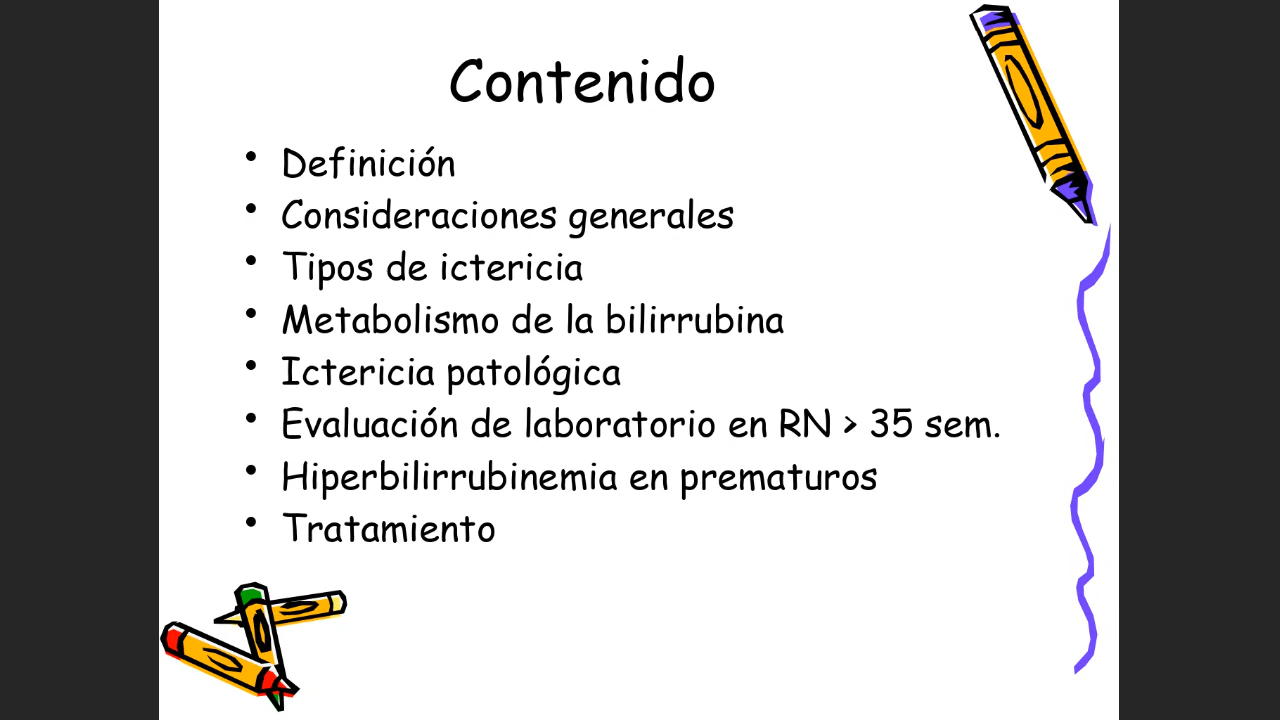 Contenido
• Definición
• Consideraciones generales
• Tipos de ictericia
• Metabolismo de la bilirrubina
• Ictericia patológica
• Evaluación de laboratorio en RN > 35 sem.
• Hiperbilirrubinemia en prematuros
• Tratamiento